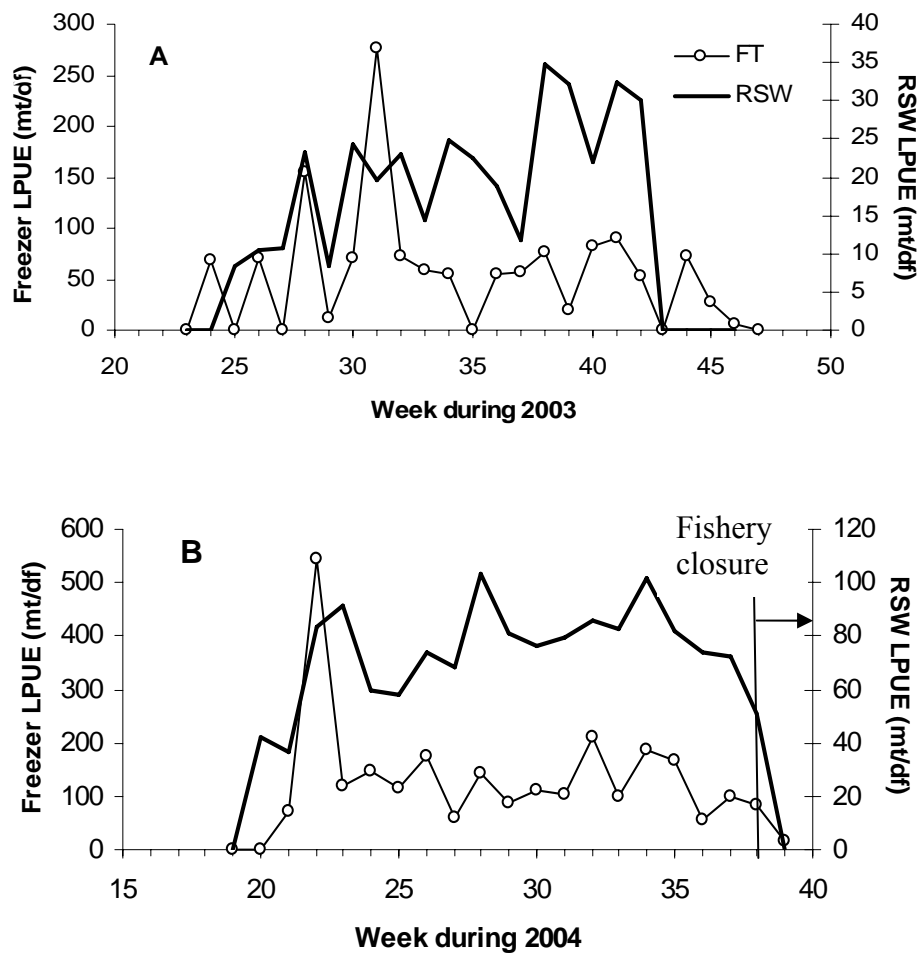 A
FT
RSW
Freezer LPUE (mt/df)
300
250
200
150
100
50
0
RSW LPUE (mt/df)
40
35
30
25
20
15
10
5
0
20 25 30 35 40 45 50
Week during 2003
B
Fishery
closure
Freezer LPUE (mt/df)
600
500
400
300
200
100
0
RSW LPUE (mt/df)
120
100
80
60
40
20
0
15 20 25 30 35 40
Week during 2004